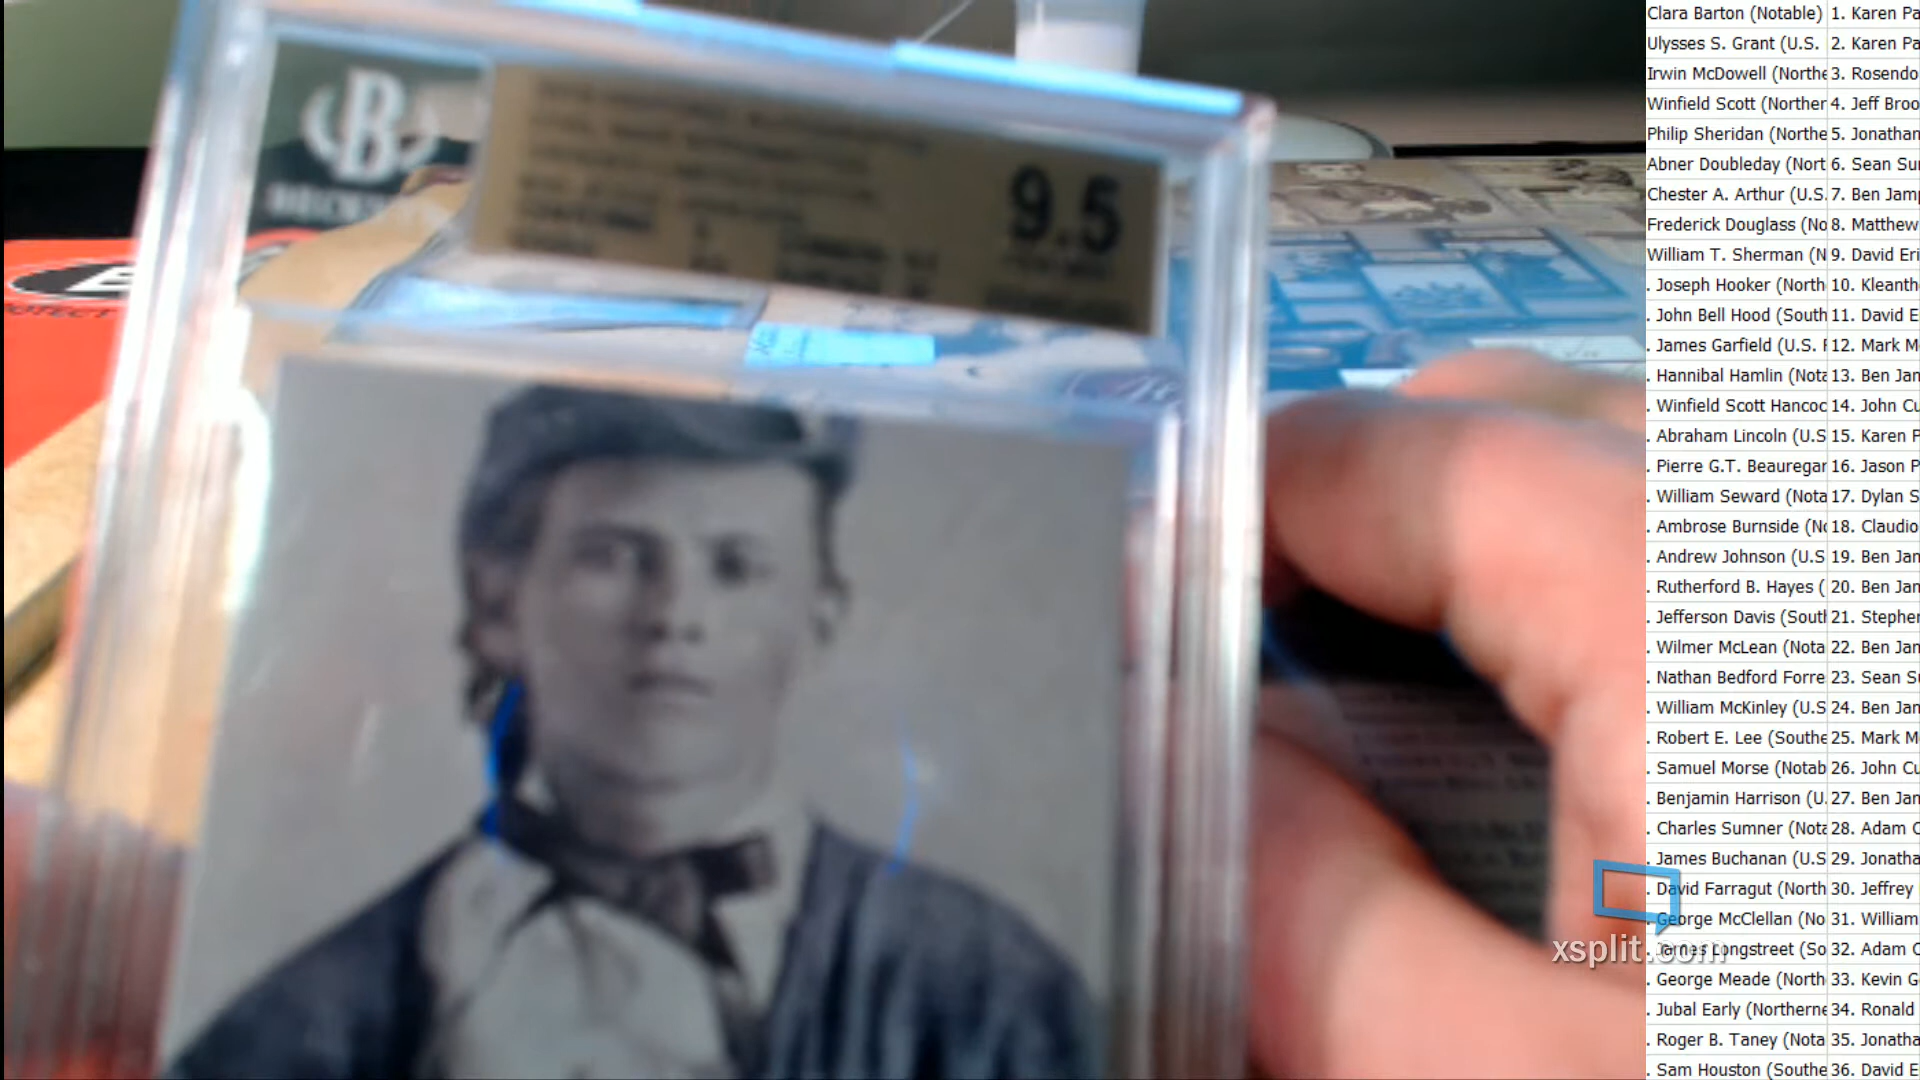 B
BECKETT
9.5
Clara Barton (Notable) 1. Karen Pa
Ulysses S. Grant (U.S. 2. Karen Pa
Irwin McDowell (Northe 3. Rosendo
Winfield Scott (Norther 4. Jeff Broo
Philip Sheridan (Northe 5. Jonathan
Abner Doubleday (Nort 6. Sean Sur
Chester A. Arthur (U.S. 7. Ben Jam
Frederick Douglass (No 8. Matthew
William T. Sherman (N 9. David Eri
. Joseph Hooker (North 10. Kleanth
. John Bell Hood (South 11. David E
. James Garfield (U.S. 12. Mark M
. Hannibal Hamlin (Nota 13. Ben Jan
. Winfield Scott Hancoc 14. John Cu
. Abraham Lincoln (U.S 15. Karen P
. Pierre G.T. Beauregar 16. Jason P
. William Seward (Nota 17. Dylan S
. Ambrose Burnside (No 18. Claudio
. Andrew Johnson (U.S 19. Ben Jan
. Rutherford B. Hayes ( 20. Ben Jan
. Jefferson Davis (South 21. Stephen
. Wilmer McLean (Nota 22. Ben Jan
. Nathan Bedford Forre 23. Sean Su
. William McKinley (U.S 24. Ben Jan
. Robert E. Lee (Southe 25. Mark M
. Samuel Morse (Notab 26. John Cu
. Benjamin Harrison (U. 27. Ben Jan
. Charles Sumner (Nota 28. Adam C
. James Buchanan (U.S 29. Jonatha
. David Farragut (North 30. Jeffrey
. George McClellan (No 31. William
. James Longstreet (So 32. Adam C
xsplit.com
. George Meade (North 33. Kevin G
. Jubal Early (Northerne 34. Ronald
. Roger B. Taney (Nota 35. Jonatha
. Sam Houston (Southe 36. David E